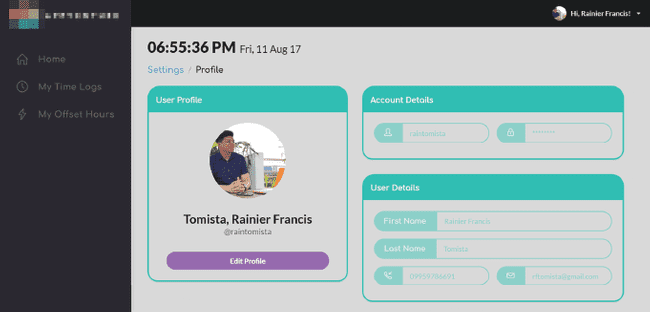 Hi, Rainier Francis!
Home
My Time Logs
My Offset Hours
06:55:36 PM Fri, 11 Aug 17
Settings / Profile
User Profile
Tomista, Rainier Francis
@raintomista
Edit Profile
Account Details
raintomista
********
User Details
First Name Rainier Francis
Last Name Tomista
rftomista@gmail.com